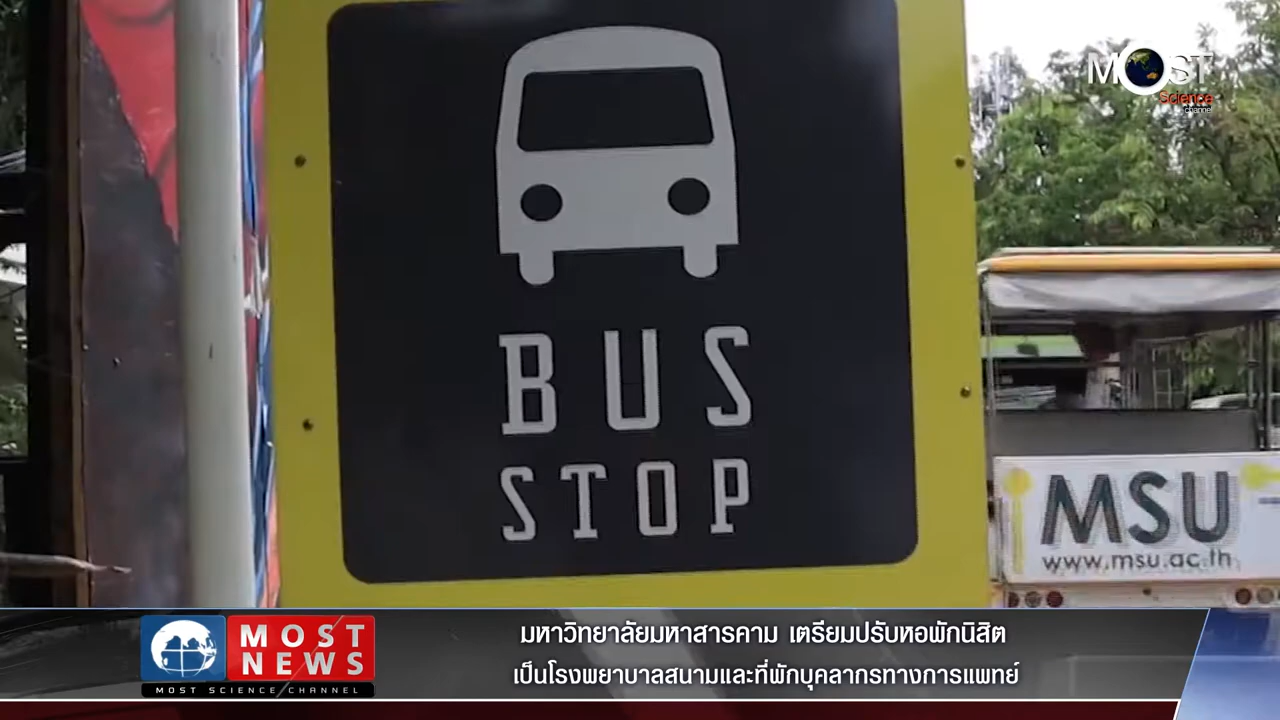 MOST
Science
channel
BUS
STOP
MSU
www.msu.ac.th
MOST
NEWS
MOST SCIENCE CHANNEL
มหาวิทยาลัยมหาสารคาม เตรียมปรับหอพักนิสิต
เป็นโรงพยาบาลสนามและที่พักบุคลากรทางการแพทย์